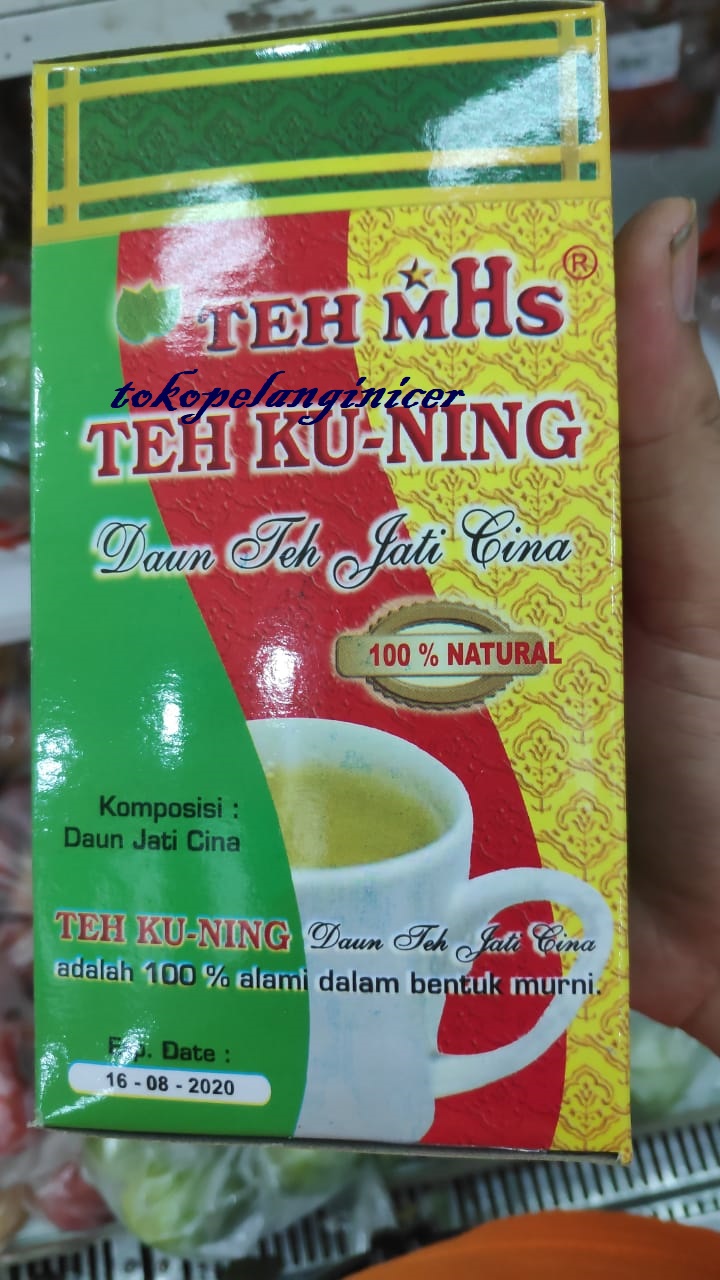 TEH MHS ®
tokopelanginicer
TEH KU-NING
Daun Teh Jati Cina
100 % NATURAL
Komposisi :
Daun Jati Cina
TEH KU-NING Daun Teh Jati Cina
adalah 100 % alami dalam bentuk murni.
Exp. Date :
16 - 08 - 2020